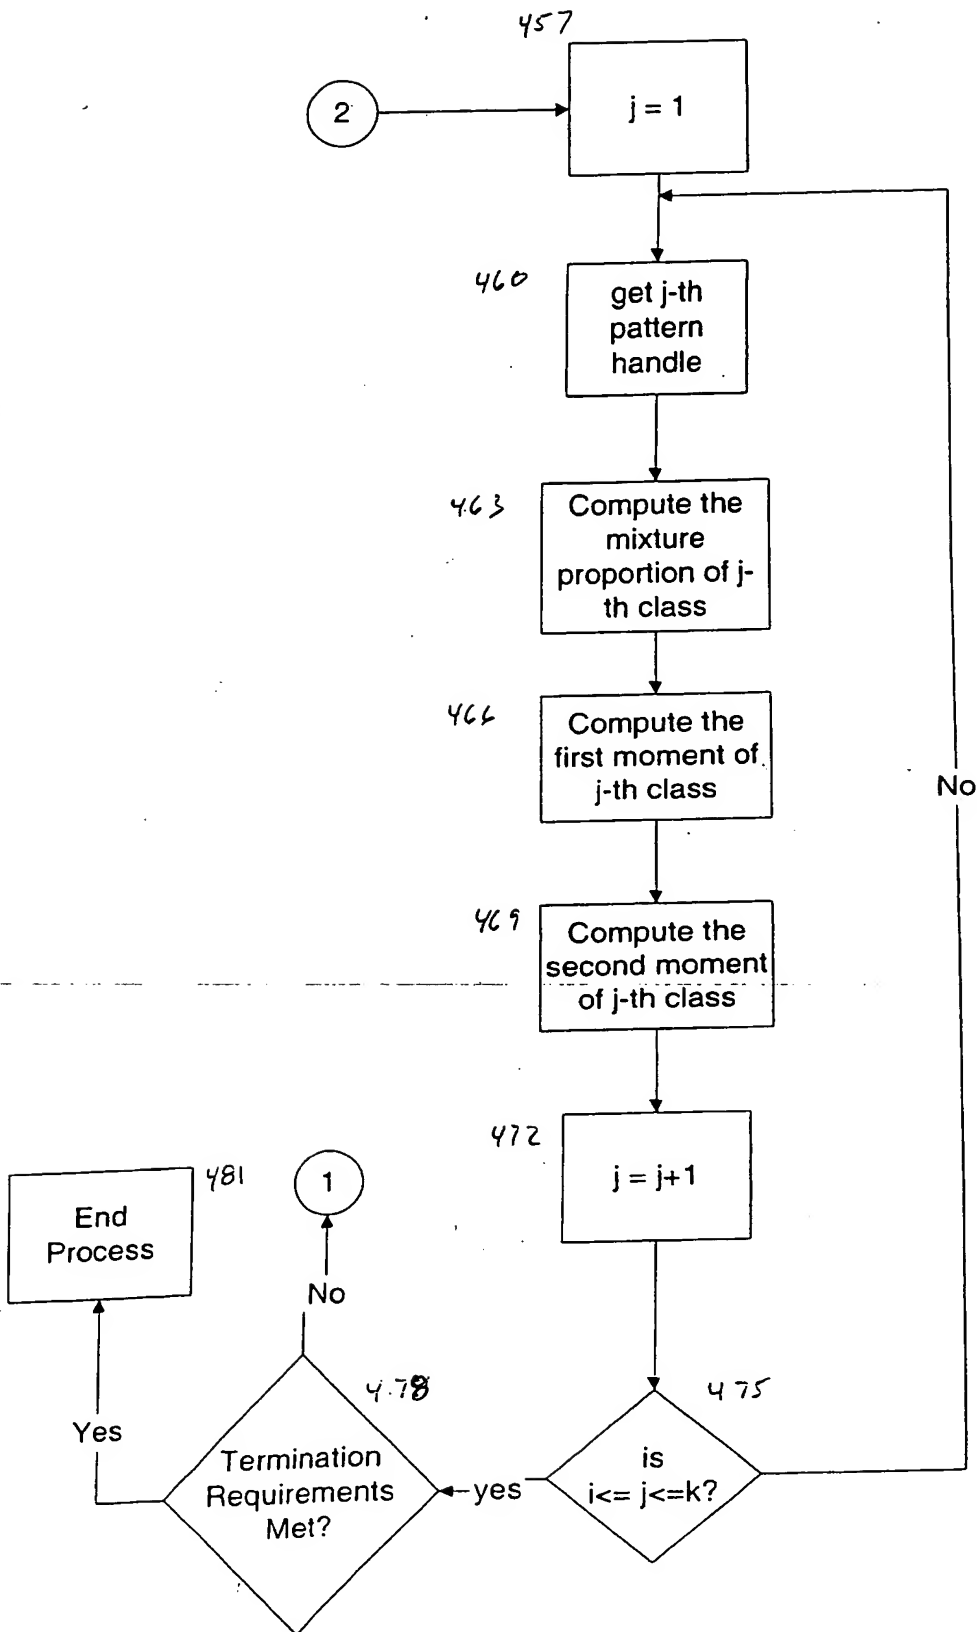 457
2
j = 1
460
get j-th
pattern
handle
463
Compute the
mixture
proportion of j-
th class
466
Compute the
first moment of
j-th class
No
469
Compute the
second moment
of j-th class
472
j = j+1
481
End
Process
1
No
478
475
Yes
Termination
Requirements
Met?
yes
is
i<= j<=k?